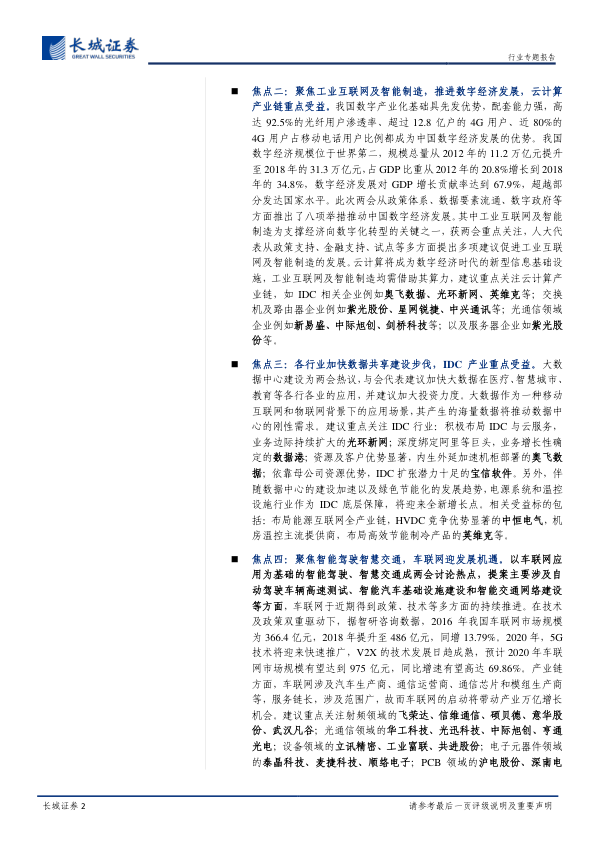 长城证券
GREAT WALL SECURITIES
行业专题报告
■ 焦点二：聚焦工业互联网及智能制造，推进数字经济发展，云计算
产业链重点受益。我国数字产业化基础具先发优势，配套能力强，高
达 92.5%的光纤用户渗透率、超过 12.8 亿户的 4G 用户、近 80%的
4G 用户占移动电话用户比例都成为中国数字经济发展的优势。我国
数字经济规模位于世界第二，规模总量从 2012 年的 11.2 万亿元提升
至 2018 年的 31.3 万亿元、占 GDP 比重从 2012 年的 20.8%增长到 2018
年的 34.8%，数字经济发展对 GDP 增长贡献率达到 67.9%，超越部
分发达国家水平。此次两会从政策体系、数据要素流通、数字政府等
方面推出了八项举措推动中国数字经济发展。其中工业互联网及智能
制造为支撑经济向数字化转型的关键之一，获两会重点关注，人大代
表从政策支持、金融支持，试点等多方面提出多项建议促进工业互联
网及智能制造的发展。云计算将成为数字经济时代的新型信息基础设
施，工业互联网及智能制造均需借助其算力，建议重点关注云计算产
业链，如 IDC 相关企业例如奥飞数据、光环新网、英维克等；交换
机及路由器企业例如紫光股份、星网锐捷、中兴通讯等；光通信领域
企业例如新易盛、中际旭创、剑桥科技等；以及服务器企业如紫光股
份等。
■ 焦点三：各行业加快数据共享建设步伐，IDC 产业重点受益。大数
据中心建设为两会热议，与会代表建议加快大数据在医疗、智慧城市、
教育等各行各业的应用，并建议加大投资力度。大数据作为一种移动
互联网和物联网背景下的应用场景，其产生的海量数据将推动数据中
心的刚性需求。建议重点关注 IDC 行业：积极布局 IDC 与云服务，
业务边际持续扩大的光环新网；深度绑定阿里等巨头，业务增长性确
定的数据港；资源及客户优势显著，内生外延加速机柜部署的奥飞数
据；依靠母公司资源优势，IDC 扩张潜力十足的宝信软件。另外，伴
随数据中心的建设加速以及绿色节能化的发展趋势，电源系统和温控
设施行业作为 IDC 底层保障，将迎来全新增长点。相关受益标的包
括：布局能源互联网全产业链，HVDC 竞争优势显著的中恒电气，机
房温控主流提供商，布局高效节能制冷产品的英维克等。
■ 焦点四：聚焦智能驾驶智慧交通，车联网迎发展机遇。以车联网应
用为基础的智能驾驶、智慧交通成两会讨论热点，提案主要涉及自
动驾驶车辆高速测试、智能汽车基础设施建设和智能交通网络建设
等方面，车联网于近期得到政策、技术等多方面的持续推进。在技术
及政策双重驱动下，据智研咨询数据，2016 年我国车联网市场规模
为 366.4 亿元，2018 年提升至 486 亿元，同增 13.79%。2020 年，5G
技术将迎来快速推广，V2X 的技术发展日趋成熟，预计 2020 年车联
网市场规模有望达到 975 亿元，同比增速有望高达 69.86%。产业链
方面，车联网涉及汽车生产商、通信运营商、通信芯片和模组生产商
等，服务链长，涉及范围广，故而车联网的启动将带动产业万亿增长
机会。建议重点关注射频领域的飞荣达、信维通信、硕贝德、意华股
份、武汉凡谷；光通信领域的华工科技、光迅科技、中际旭创、亨通
光电；设备领域的立讯精密、工业富联、共进股份；电子元器件领域
的泰晶科技、麦捷科技、顺络电子；PCB 领域的沪电股份、深南电
长城证券 2
请参考最后一页评级说明及重要声明